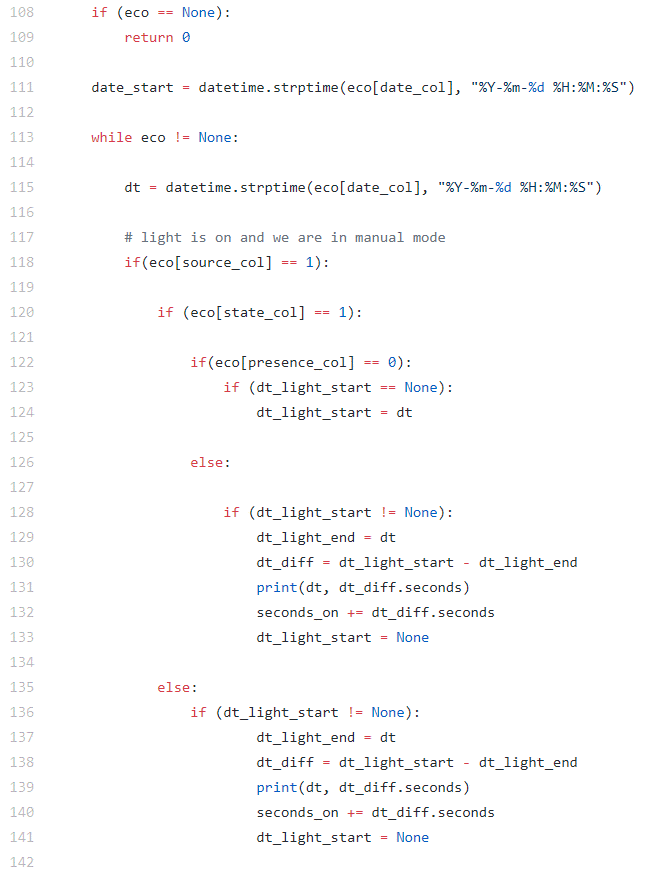 108 if (eco == None):
109 return 0
110
111 date_start = datetime.strptime(eco[date_col], "%Y-%m-%d %H:%M:%S")
112
113 while eco != None:
114
115 dt = datetime.strptime(eco[date_col], "%Y-%m-%d %H:%M:%S")
116
117 # light is on and we are in manual mode
118 if(eco[source_col] == 1):
119
120 if (eco[state_col] == 1):
121
122 if(eco[presence_col] == 0):
123 if (dt_light_start == None):
124 dt_light_start = dt
125
126 else:
127
128 if (dt_light_start != None):
129 dt_light_end = dt
130 dt_diff = dt_light_start - dt_light_end
131 print(dt, dt_diff.seconds)
132 seconds_on += dt_diff.seconds
133 dt_light_start = None
134
135 else:
136 if (dt_light_start != None):
137 dt_light_end = dt
138 dt_diff = dt_light_start - dt_light_end
139 print(dt, dt_diff.seconds)
140 seconds_on += dt_diff.seconds
141 dt_light_start = None
142